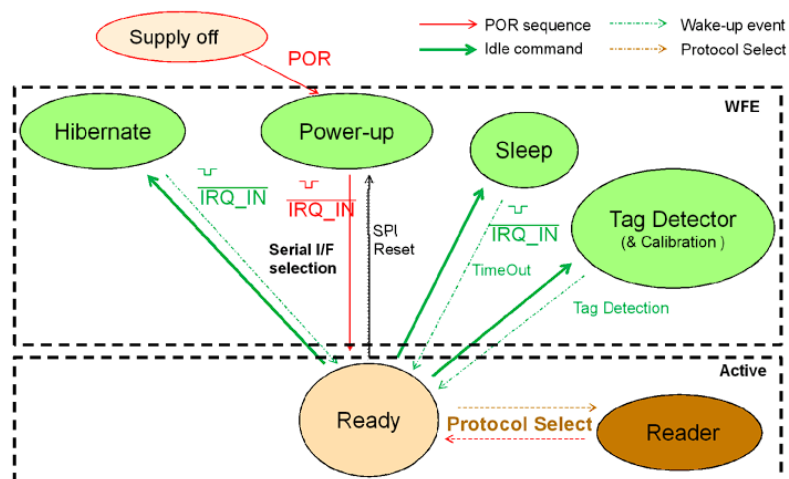 Supply off
POR
POR sequence
Wake-up event
Idle command
Protocol Select
WFE
Hibernate
Power-up
Sleep
Tag Detector
(& Calibration )
IRQ_IN
IRQ_IN
IRQ_IN
Serial I/F
selection
SPI
Reset
TimeOut
Tag Detection
Active
Ready
Protocol Select
Reader